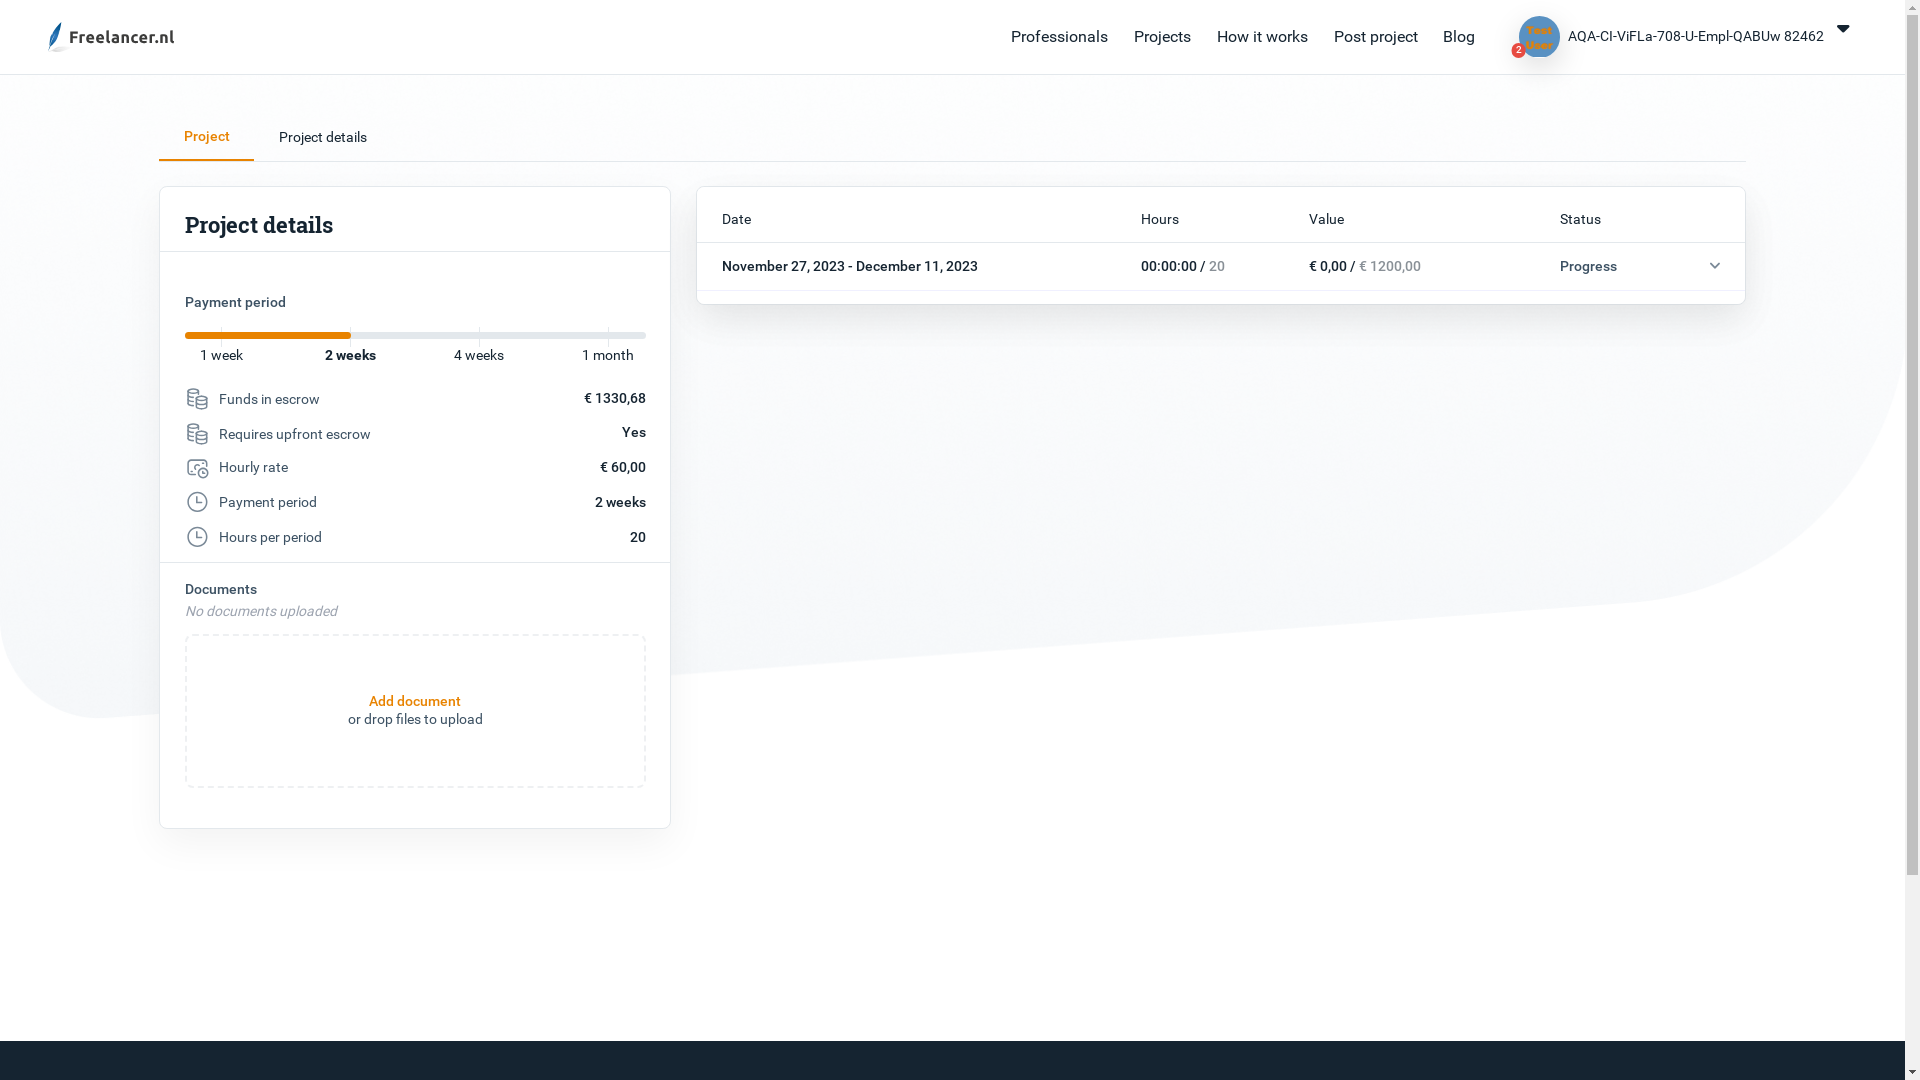 Freelancer.nl
Professionals
Projects
How it works
Post project
Blog
Test
User
2
AQA-CI-ViFLa-708-U-Empl-QABUw 82462
Project
Project details
Project details
Payment period
1 week
2 weeks
4 weeks
1 month
Funds in escrow
€ 1330,68
Requires upfront escrow
Yes
Hourly rate
€ 60,00
Payment period
2 weeks
Hours per period
20
Documents
No documents uploaded
Add document
or drop files to upload
Date
Hours
Value
Status
November 27, 2023 - December 11, 2023
00:00:00 / 20
€ 0,00 / € 1200,00
Progress